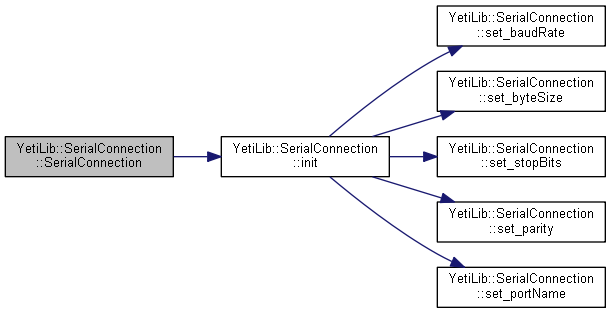 YetiLib::SerialConnection
::SerialConnection
YetiLib::SerialConnection
::init
YetiLib::SerialConnection
::set_baudRate
YetiLib::SerialConnection
::set_byteSize
YetiLib::SerialConnection
::set_stopBits
YetiLib::SerialConnection
::set_parity
YetiLib::SerialConnection
::set_portName